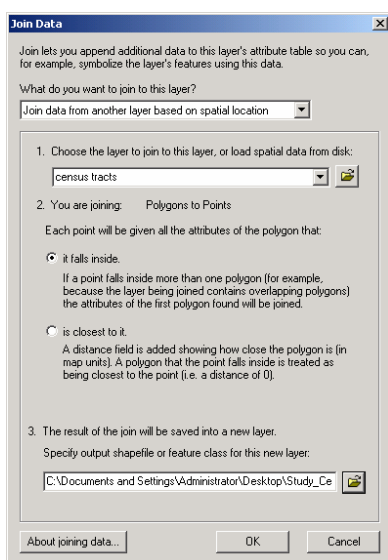 Join Data
Join lets you append additional data to this layer's attribute table so you can,
for example, symbolize the layer's features using this data.
What do you want to join to this layer?
Join data from another layer based on spatial location
1. Choose the layer to join to this layer, or load spatial data from disk:
census tracts
2. You are joining: Polygons to Points
Each point will be given all the attributes of the polygon that:
it falls inside.
If a point falls inside more than one polygon (for example,
because the layer being joined contains overlapping polygons)
the attributes of the first polygon found will be joined.
is closest to it.
A distance field is added showing how close the polygon is (in
map units). A polygon that the point falls inside is treated as
being closest to the point (i.e. a distance of 0).
3. The result of the join will be saved into a new layer.
Specify output shapefile or feature class for this new layer:
C:\Documents and Settings\Administrator\Desktop\Study_Ce
About joining data... OK Cancel